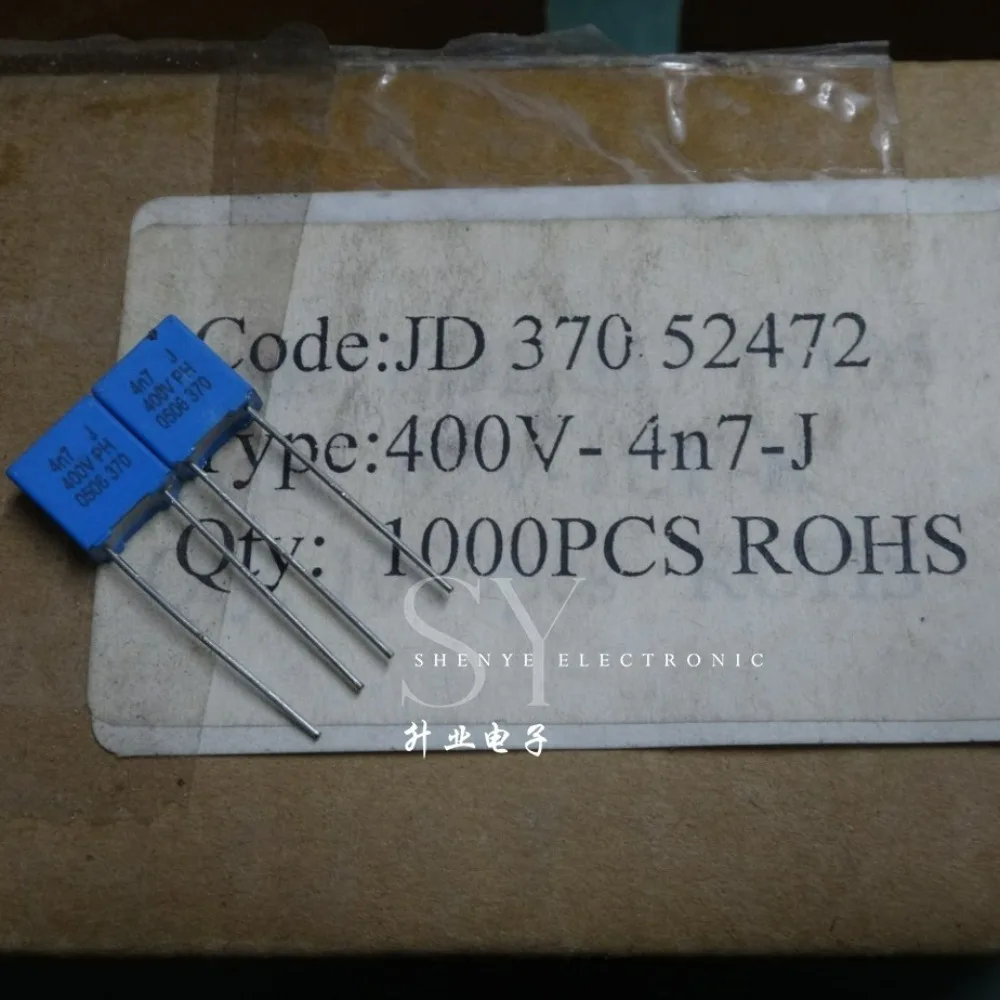 Code:JD 370 52472
Type:400V- 4n7-J
Qty: 1000PCS ROHS
4n7 J
400V PH
0506 370
4n7 J
400V PH
0506 370
SY
SHENYE ELECTRONIC
升业电子